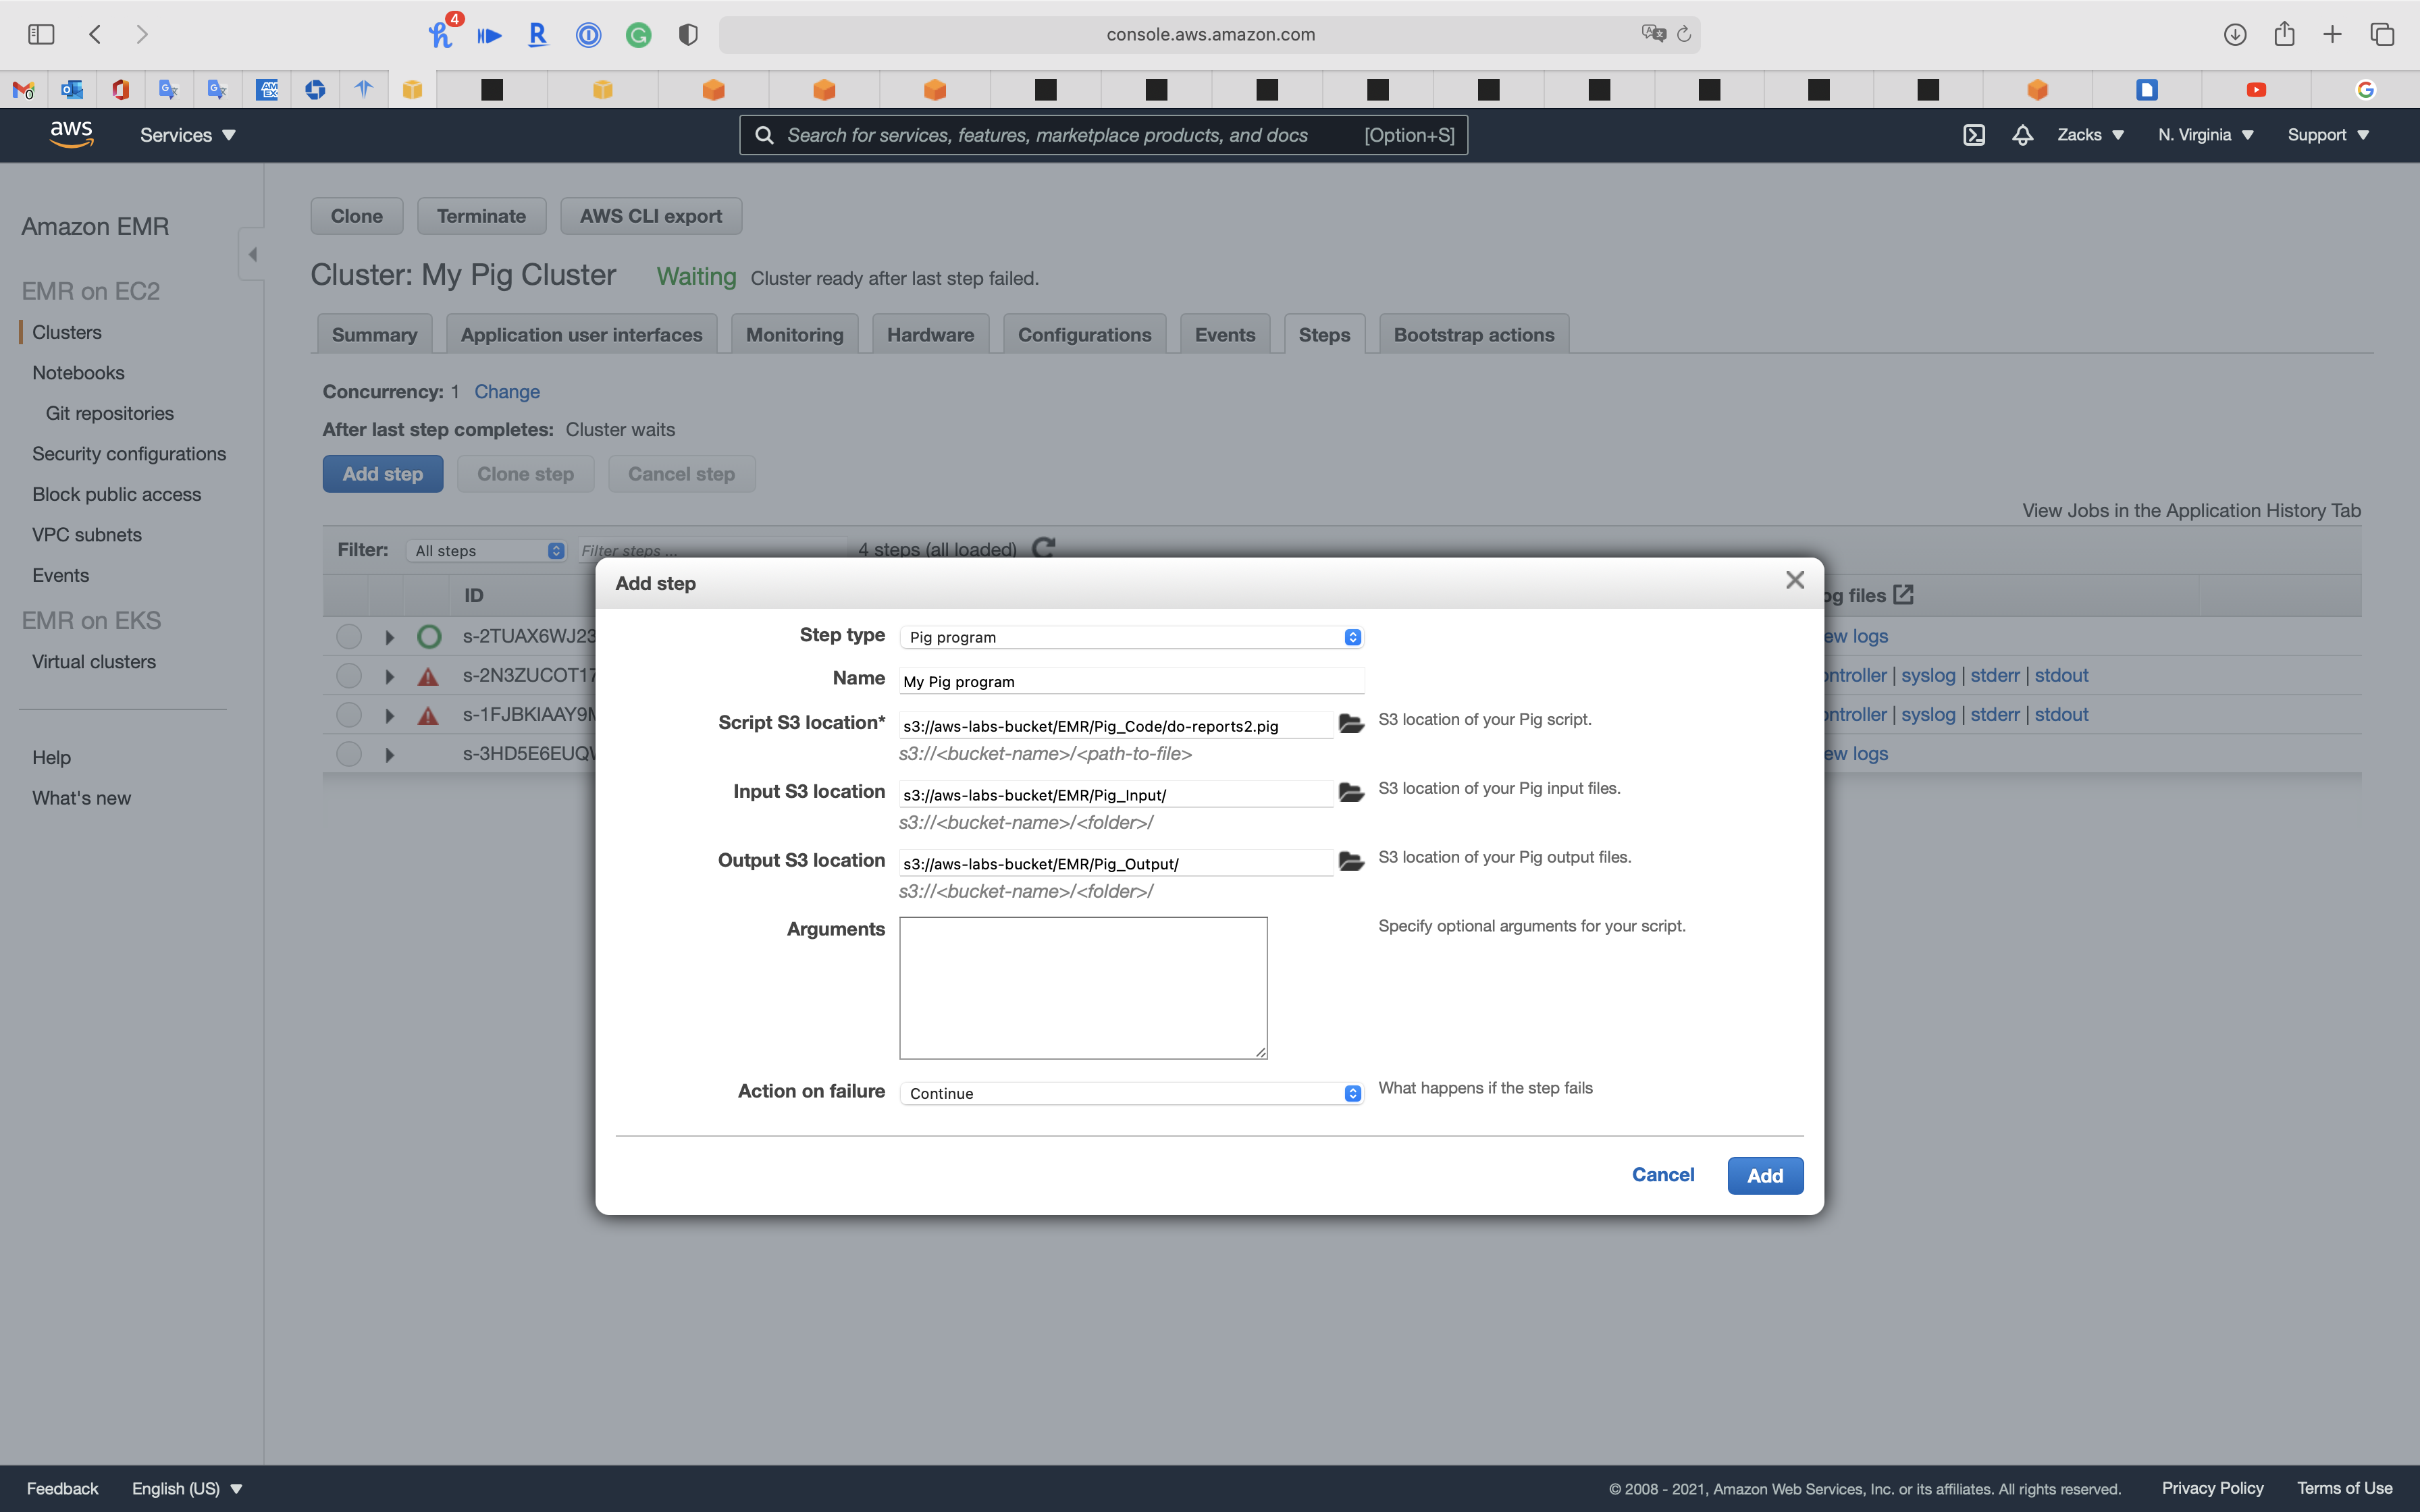 4
console.aws.amazon.com
AM
EX
aws
Services
Search for services, features, marketplace products, and docs [Option+S]
Zacks
N. Virginia
Support
Amazon EMR
EMR on EC2
Clusters
Notebooks
Git repositories
Security configurations
Block public access
VPC subnets
Events
EMR on EKS
Virtual clusters
Help
What's new
Clone
Terminate
AWS CLI export
Cluster: My Pig Cluster Waiting Cluster ready after last step failed.
Summary
Application user interfaces
Monitoring
Hardware
Configurations
Events
Steps
Bootstrap actions
Concurrency: 1 Change
After last step completes: Cluster waits
Add step
Clone step
Cancel step
View Jobs in the Application History Tab
Filter: All steps Filter steps ... 4 steps (all loaded)
ID
og files
s-2TUAX6WJ23
ew logs
s-2N3ZUCOT17
ntroller | syslog | stderr | stdout
s-1FJBKIAAY9
ntroller | syslog | stderr | stdout
s-3HD5E6EUQ
ew logs
Add step
Step type Pig program
Name My Pig program
Script S3 location* s3://aws-labs-bucket/EMR/Pig_Code/do-reports2.pig S3 location of your Pig script.
s3://<bucket-name>/<path-to-file>
Input S3 location s3://aws-labs-bucket/EMR/Pig_Input/ S3 location of your Pig input files.
s3://<bucket-name>/<folder>/
Output S3 location s3://aws-labs-bucket/EMR/Pig_Output/ S3 location of your Pig output files.
s3://<bucket-name>/<folder>/
Arguments Specify optional arguments for your script.
Action on failure Continue What happens if the step fails
Cancel
Add
Feedback English (US)
© 2008 - 2021, Amazon Web Services, Inc. or its affiliates. All rights reserved. Privacy Policy Terms of Use